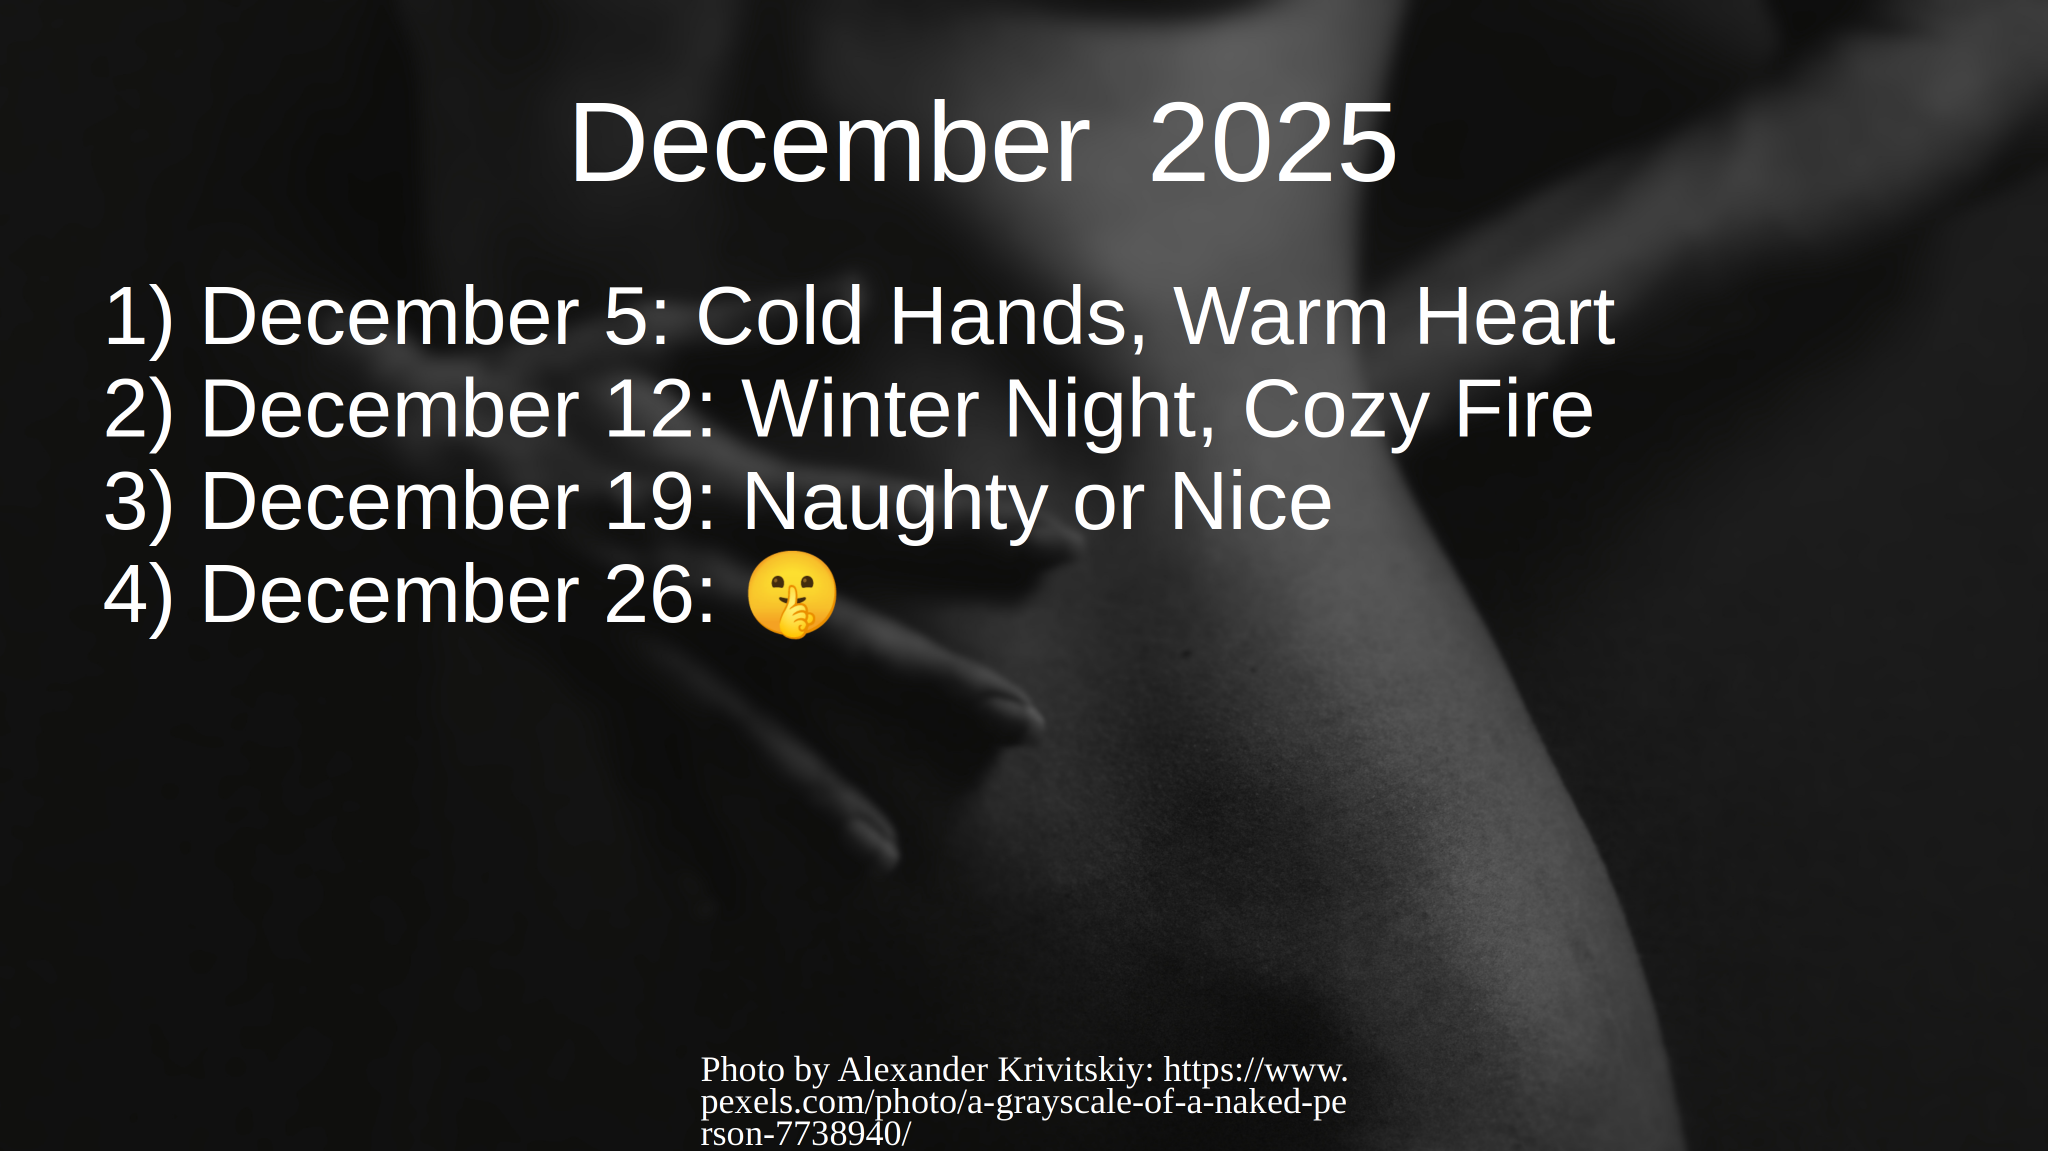 December 2025
1) December 5: Cold Hands, Warm Heart
2) December 12: Winter Night, Cozy Fire
3) December 19: Naughty or Nice
4) December 26: 🤫
Photo by Alexander Krivitskiy: https://www.
pexels.com/photo/a-grayscale-of-a-naked-pe
rson-7738940/